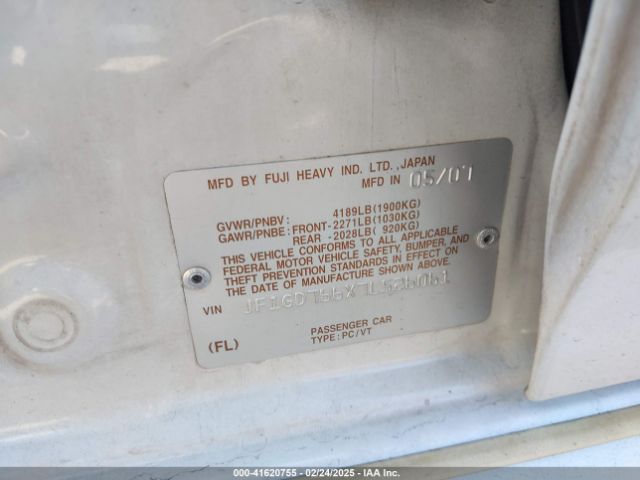 MFD BY FUJI HEAVY IND. LTD.,JAPAN
MFD IN 05/07
GVWR/PNBV: 4189LB(1900KG)
GAWR/PNBE: FRONT-2271LB(1030KG)
REAR -2028LB( 920KG)
THIS VEHICLE CONFORMS TO ALL APPLICABLE
FEDERAL MOTOR VEHICLE SAFETY, BUMPER, AND
THEFT PREVENTION STANDARDS IN EFFECT ON
THE DATE OF MANUFACTURE SHOWN ABOVE.
VIN JF1GD766X7L526061
(FL) PASSENGER CAR
TYPE:PC/VT
000-41620755 - 02/24/2025 - IAA Inc.